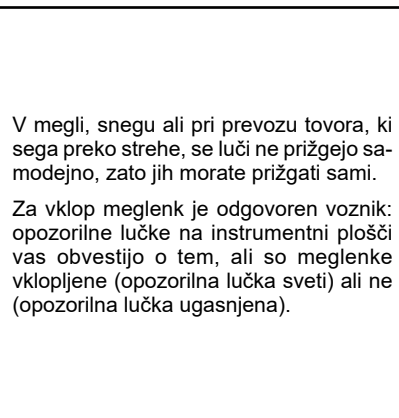 V megli, snegu ali pri prevozu tovora, ki
sega preko strehe, se luči ne prižgejo sa-
modejno, zato jih morate prižgati sami.
Za vklop meglenk je odgovoren voznik:
opozorilne lučke na instrumentni plošči
vas obvestijo o tem, ali so meglenke
vklopljene (opozorilna lučka sveti) ali ne
(opozorilna lučka ugasnjena).